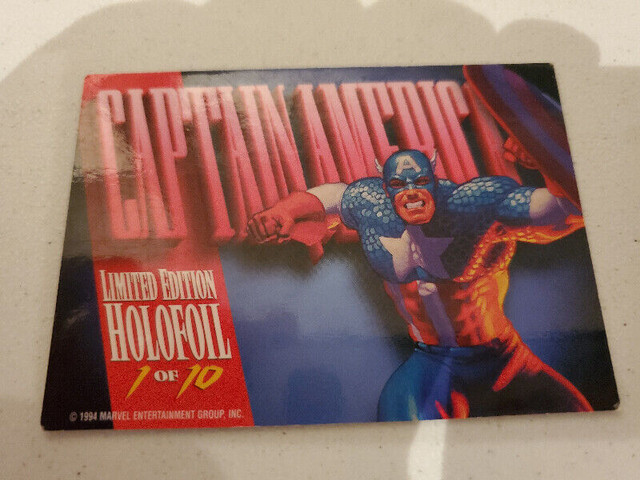 CAPTAIN AMERICA
A
LIMITED EDITION
HOLOFOIL
1 OF 10
© 1994 MARVEL ENTERTAINMENT GROUP, INC.